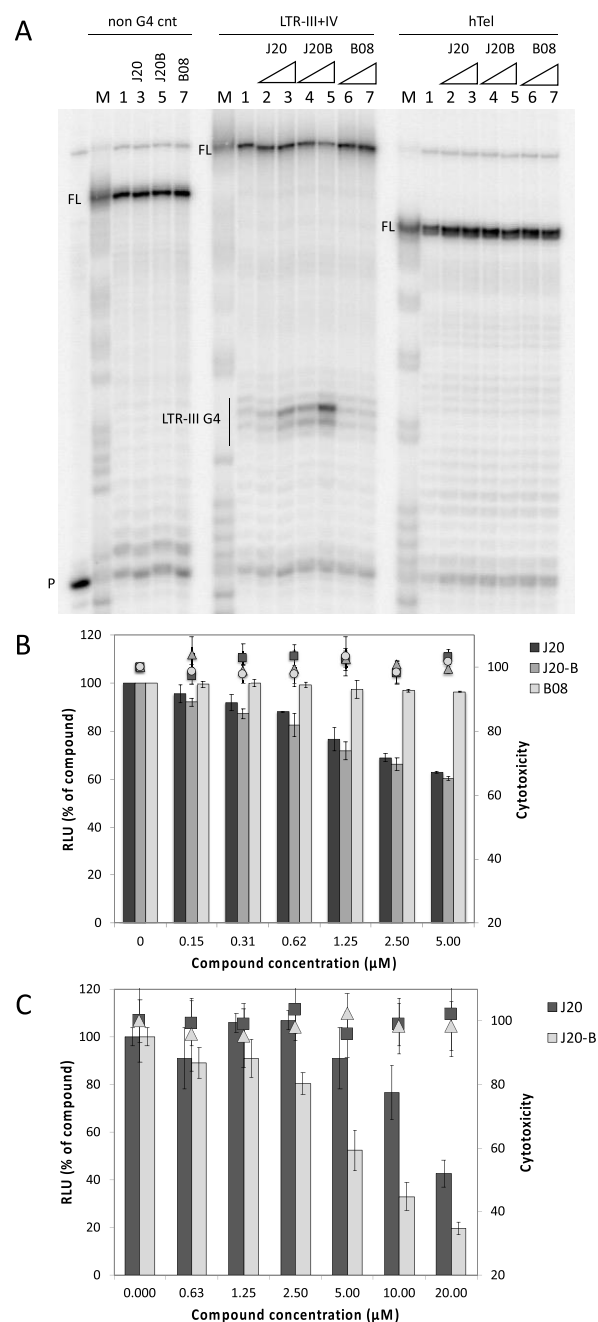 A
non G4 cnt
LTR-III+IV
hTel
J20
J20B
B08
J20
J20B
B08
J20
J20B
B08
M 1 3 5 7
M 1 2 3 4 5 6 7
M 1 2 3 4 5 6 7
FL
FL
FL
LTR-III G4
P
B
120
100
80
60
40
20
0
RLU (% of compound)
100
80
60
40
20
Cytotoxicity
J20
J20-B
B08
0 0.15 0.31 0.62 1.25 2.50 5.00
Compound concentration (µM)
C
120
100
80
60
40
20
0
RLU (% of compound)
100
80
60
40
20
Cytotoxicity
J20
J20-B
0.000 0.63 1.25 2.50 5.00 10.00 20.00
Compound concentration (µM)